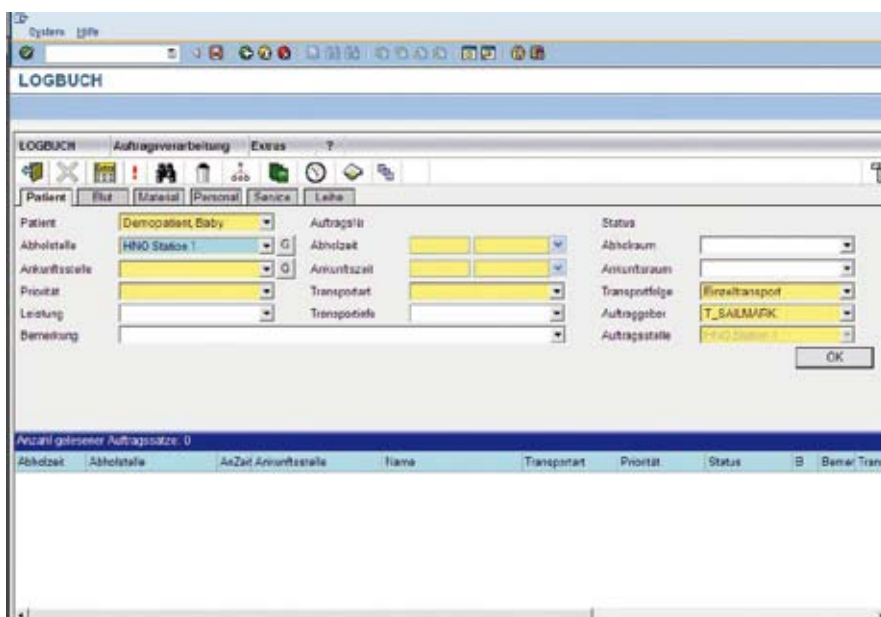 System Hilfe
LOGBUCH
LOGBUCH Auftragsverarbeitung Extras ?
Patient Blut Material Personal Service Leihe
Patient Demopatient, Baby AuftragsNr Status
Abholstelle HNO Station 1 G Abholzeit Abholraum
Ankunftsstelle G Ankunftszeit Ankunftsraum
Priorität Transportart Transportfolge Einzeltransport
Leistung Transportinfo Auftraggeber T_SAILMARK
Bemerkung Auftragsstelle HNO Station 1
OK
Anzahl gelesener Auftragssätze: 0
Abholzeit Abholstelle AnZeit Ankunftsstelle Name Transportart Priorität Status B Bemer Tran